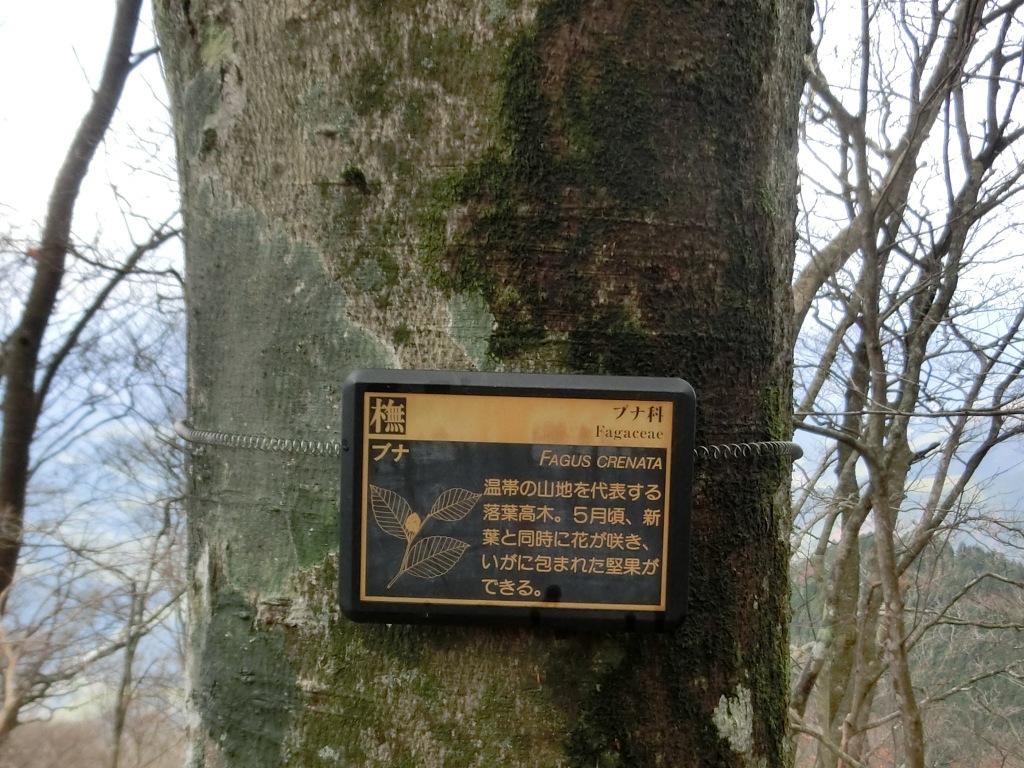 橅
ブナ科
Fagaceae
ブナ
FAGUS CRENATA
温帯の山地を代表する
落葉高木。5月頃、新
葉と同時に花が咲き、
いがに包まれた堅果が
できる。